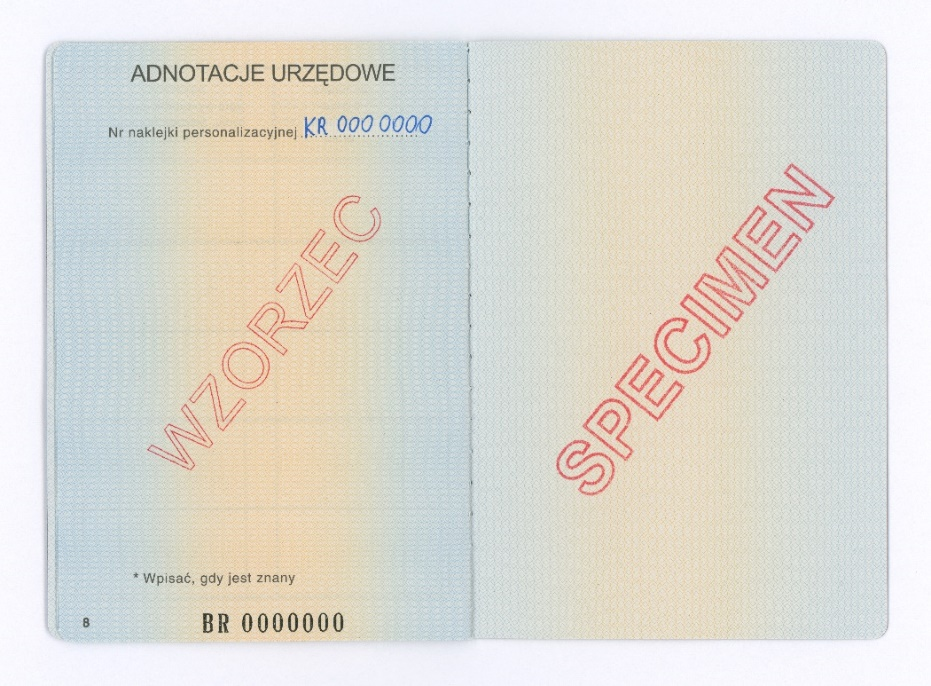 ADNOTACJE URZĘDOWE
Nr naklejki personalizacyjnej KR 000 0000
WZORZEC
* Wpisać, gdy jest znany
8
BR 0000000
SPECIMEN